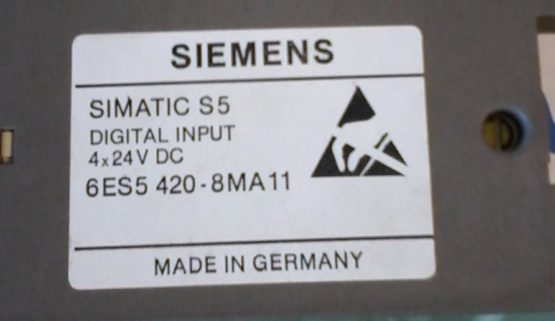 SIEMENS
SIMATIC S5
DIGITAL INPUT
4x24V DC
6ES5 420-8MA11
MADE IN GERMANY